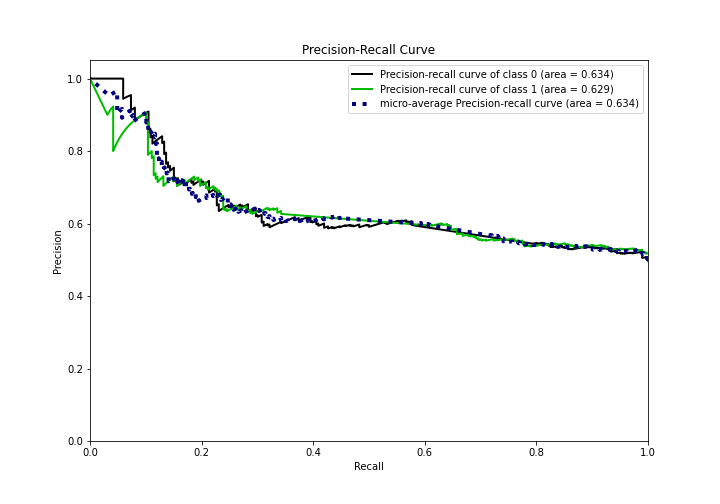 Precision-Recall Curve
Precision-recall curve of class 0 (area = 0.634)
Precision-recall curve of class 1 (area = 0.629)
micro-average Precision-recall curve (area = 0.634)
Precision
1.0
0.8
0.6
0.4
0.2
0.0
0.0 0.2 0.4 0.6 0.8 1.0
Recall